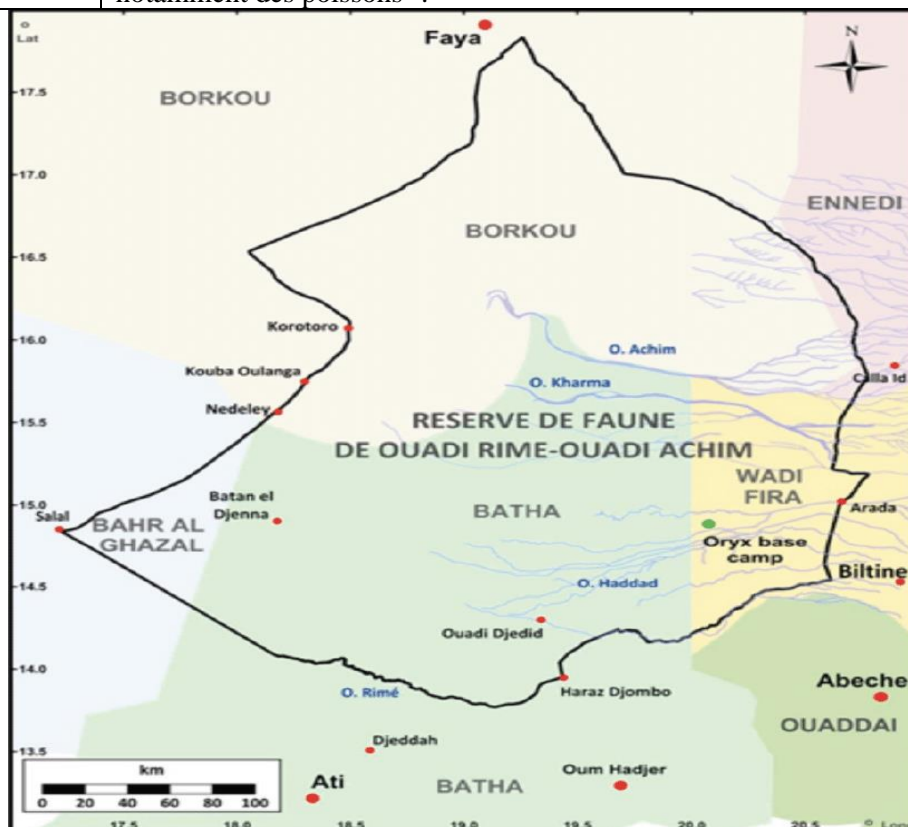 notamment des poissons
Lat
Faya
N
17.5
BORKOU
17.0
ENNEDI
BORKOU
16.5
Korotoro
16.0
O. Achim
Kouba Oulanga
O. Kharma
Nedeley
15.5
RESERVE DE FAUNE
DE OUADI RIME-OUADI ACHIM
WADI
FIRA
Batan el
Djenna
15.0
Salal
BAHR AL
GHAZAL
BATHA
Arada
Oryx base
camp
14.5
O. Haddad
Biltine
Ouadi Djedid
14.0
O. Rimé
Haraz Djombo
Abeche
OUADDAI
13.5
Djeddah
km
0 20 40 60 80 100
Ati
BATHA
Oum Hadjer
17.5 18.0 18.5 19.0 19.5 20.0 20.5